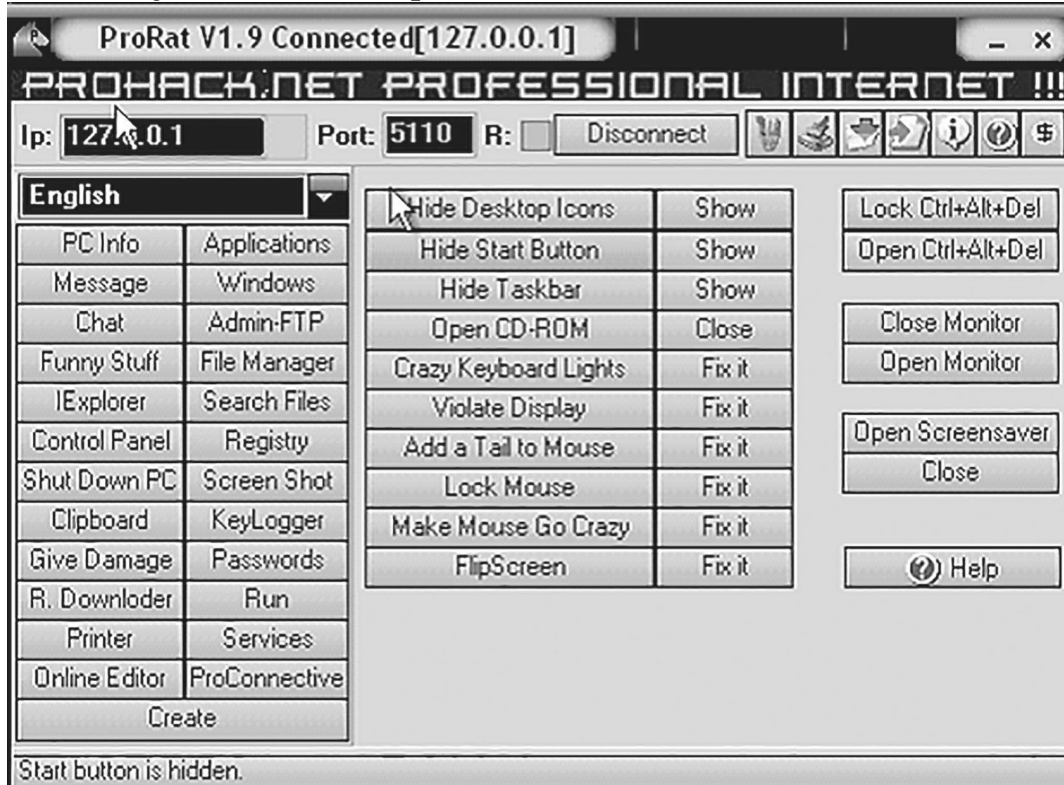 ProRat V1.9 Connected[127.0.0.1]
PROHACK.NET PROFESSIONAL INTERNET !!!
Ip: 127.0.0.1 Port: 5110 R: Disconnect
English
PC Info Applications
Message Windows
Chat Admin-FTP
Funny Stuff File Manager
IExplorer Search Files
Control Panel Registry
Shut Down PC Screen Shot
Clipboard KeyLogger
Give Damage Passwords
R. Downloder Run
Printer Services
Online Editor ProConnective
Create
Hide Desktop Icons Show
Hide Start Button Show
Hide Taskbar Show
Open CD-ROM Close
Crazy Keyboard Lights Fix it
Violate Display Fix it
Add a Tail to Mouse Fix it
Lock Mouse Fix it
Make Mouse Go Crazy Fix it
FlipScreen Fix it
Lock Ctrl+Alt+Del
Open Ctrl+Alt+Del
Close Monitor
Open Monitor
Open Screensaver
Close
Help
Start button is hidden.